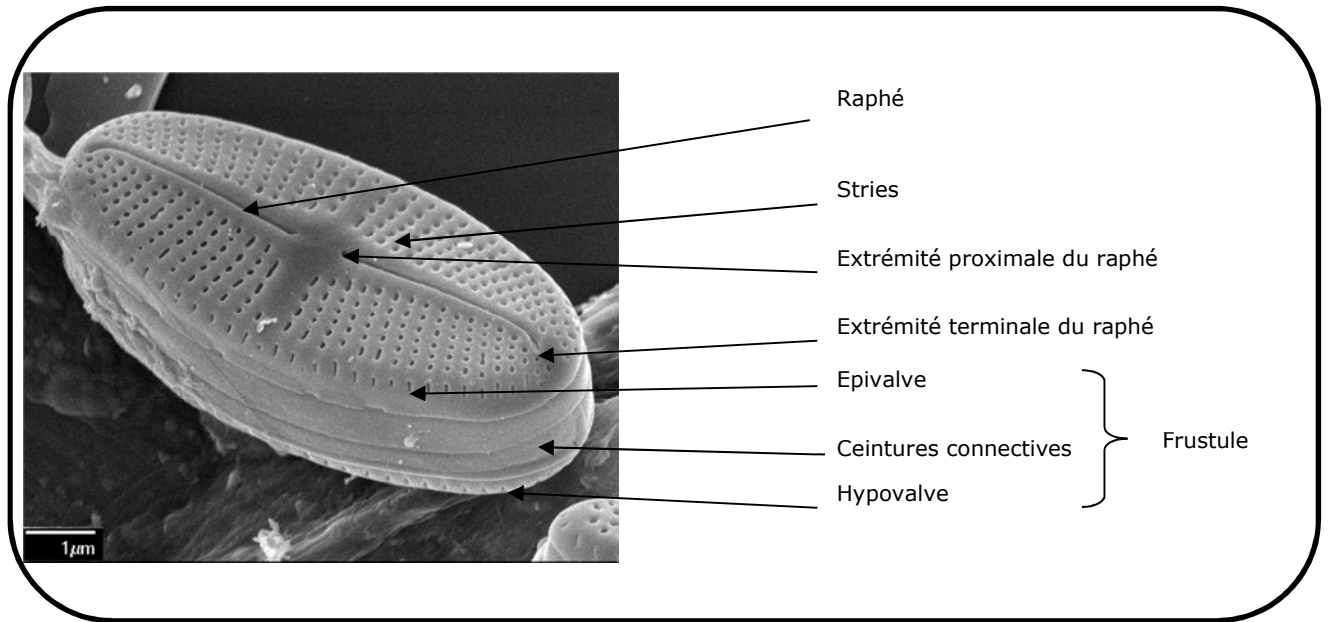 Raphé
Stries
Extrémité proximale du raphé
Extrémité terminale du raphé
Epivalve
Ceintures connectives
Frustule
Hypovalve
1µm